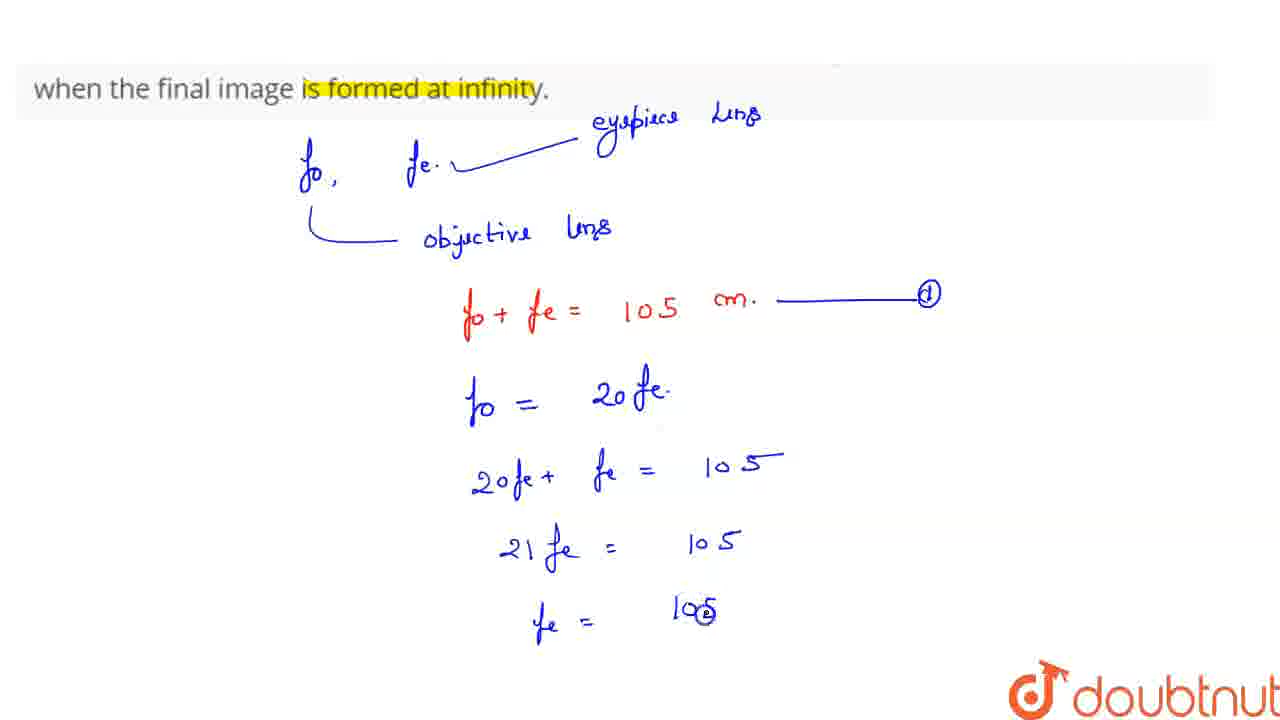 when the final image is formed at infinity.
eyepiece lens
fo, fe.
objective lens
fo + fe = 105 cm. ①
fo = 20fe.
20fe + fe = 105
21fe = 105
fe = 105
doubtnut